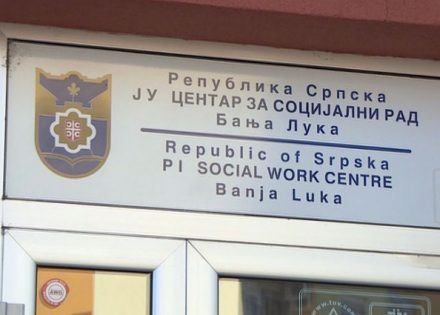 Република Српска
ЈУ ЦЕНТАР ЗА СОЦИЈАЛНИ РАД
Бања Лука
Republic of Srpska
PI SOCIAL WORK CENTRE
Banja Luka